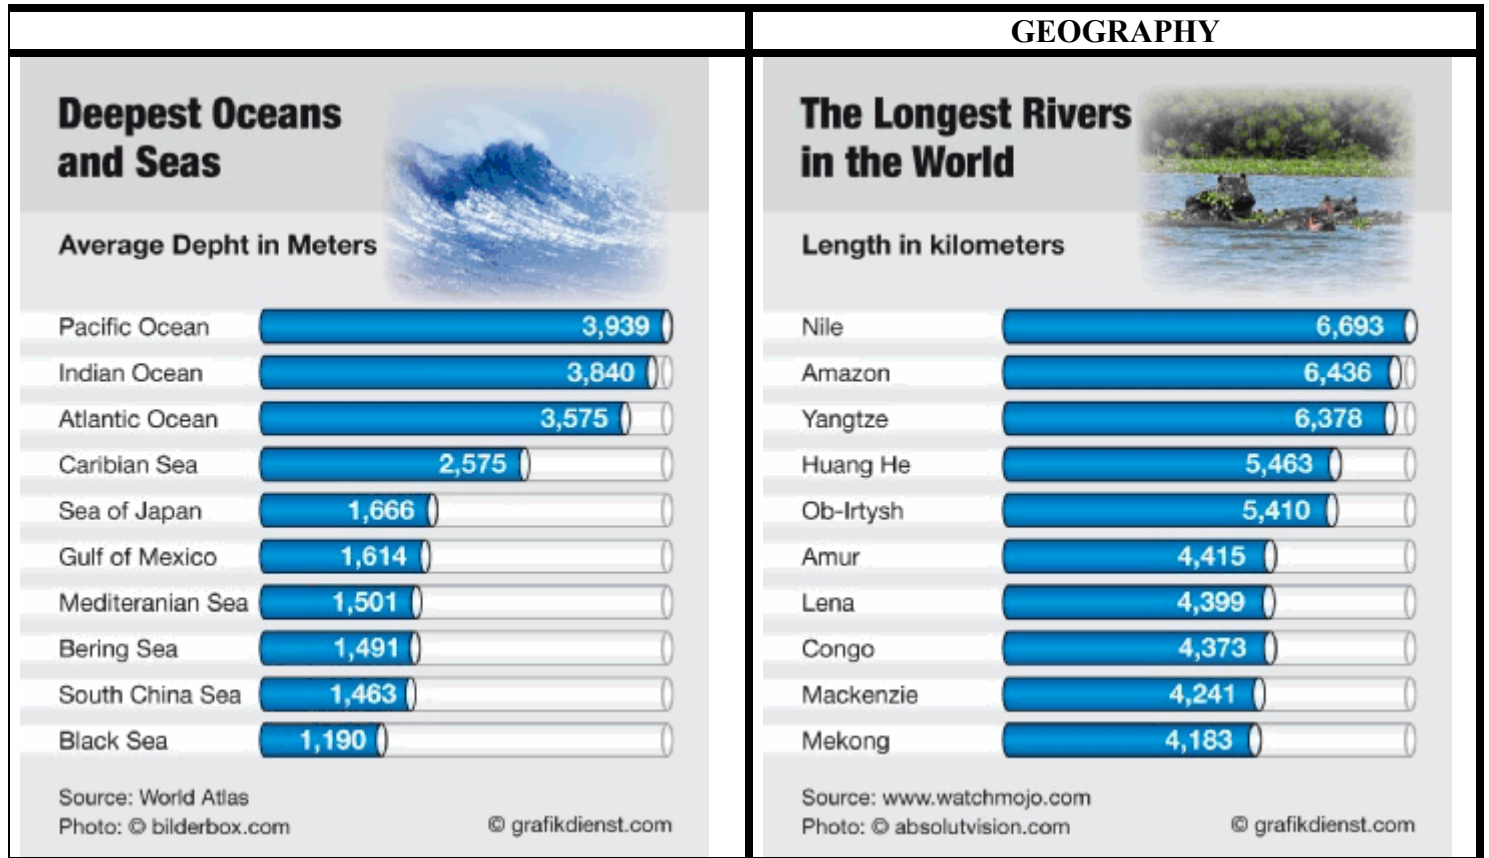 GEOGRAPHY
Deepest Oceans
and Seas
Average Depht in Meters
Pacific Ocean 3,939
Indian Ocean 3,840
Atlantic Ocean 3,575
Caribian Sea 2,575
Sea of Japan 1,666
Gulf of Mexico 1,614
Mediteranian Sea 1,501
Bering Sea 1,491
South China Sea 1,463
Black Sea 1,190
Source: World Atlas
Photo: © bilderbox.com © grafikdienst.com
The Longest Rivers
in the World
Length in kilometers
Nile 6,693
Amazon 6,436
Yangtze 6,378
Huang He 5,463
Ob-Irtysh 5,410
Amur 4,415
Lena 4,399
Congo 4,373
Mackenzie 4,241
Mekong 4,183
Source: www.watchmojo.com
Photo: © absolutvision.com © grafikdienst.com